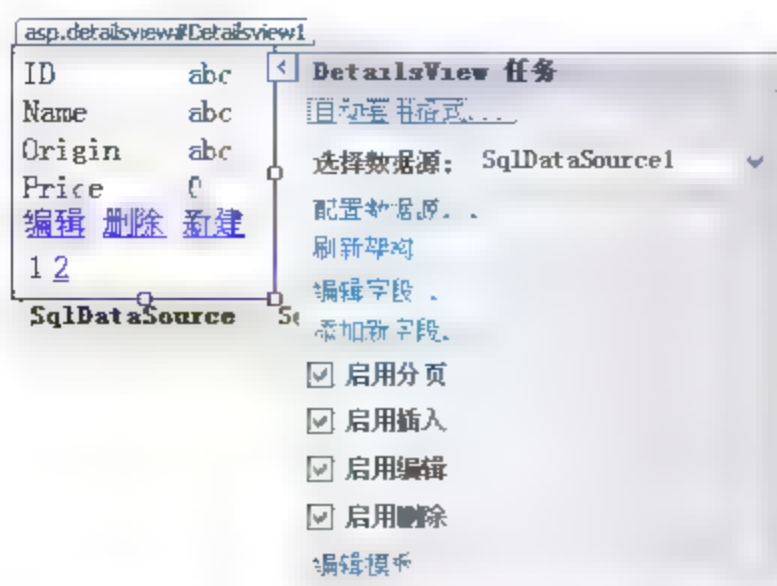 asp.detailsview#Detailsview1
ID abc
Name abc
Origin abc
Price 0
编辑 删除 新建
1 2
SqlDataSource
DetailsView 任务
自动套用格式...
选择数据源: SqlDataSource1
配置数据源...
刷新架构
编辑字段...
添加新字段...
启用分页
启用插入
启用编辑
启用删除
编辑模板